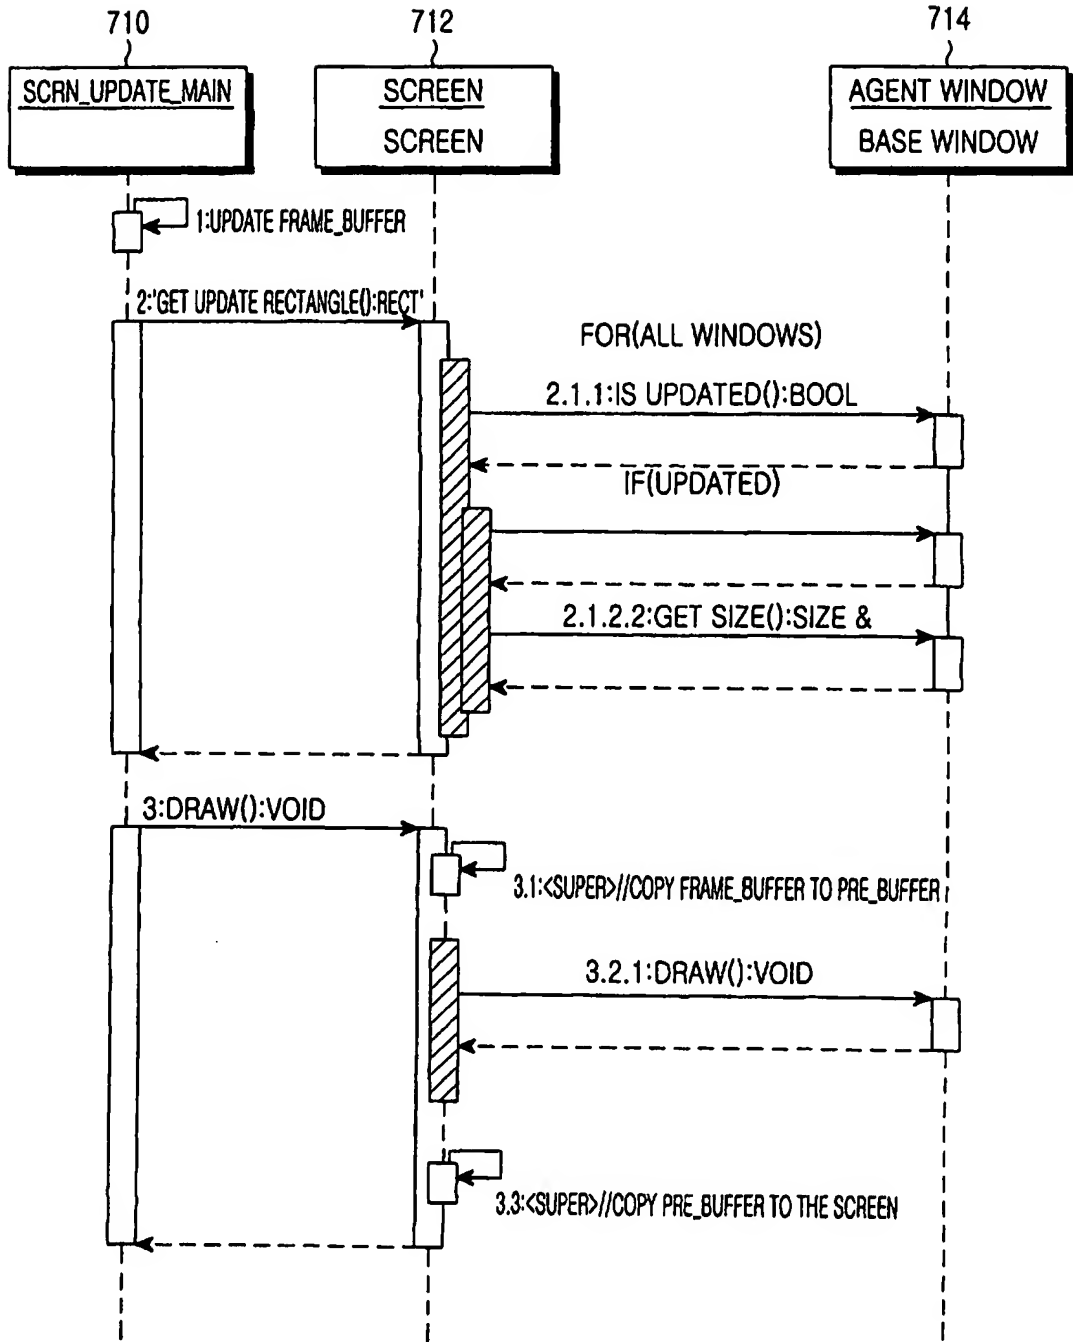 710
712
714
SCRN_UPDATE_MAIN
SCREEN
SCREEN
AGENT WINDOW
BASE WINDOW
1:UPDATE FRAME_BUFFER
2:'GET UPDATE RECTANGLE():RECT'
FOR(ALL WINDOWS)
2.1.1:IS UPDATED():BOOL
IF(UPDATED)
2.1.2.2:GET SIZE():SIZE &
3:DRAW():VOID
3.1:<SUPER>//COPY FRAME_BUFFER TO PRE_BUFFER
3.2.1:DRAW():VOID
3.3:<SUPER>//COPY PRE_BUFFER TO THE SCREEN